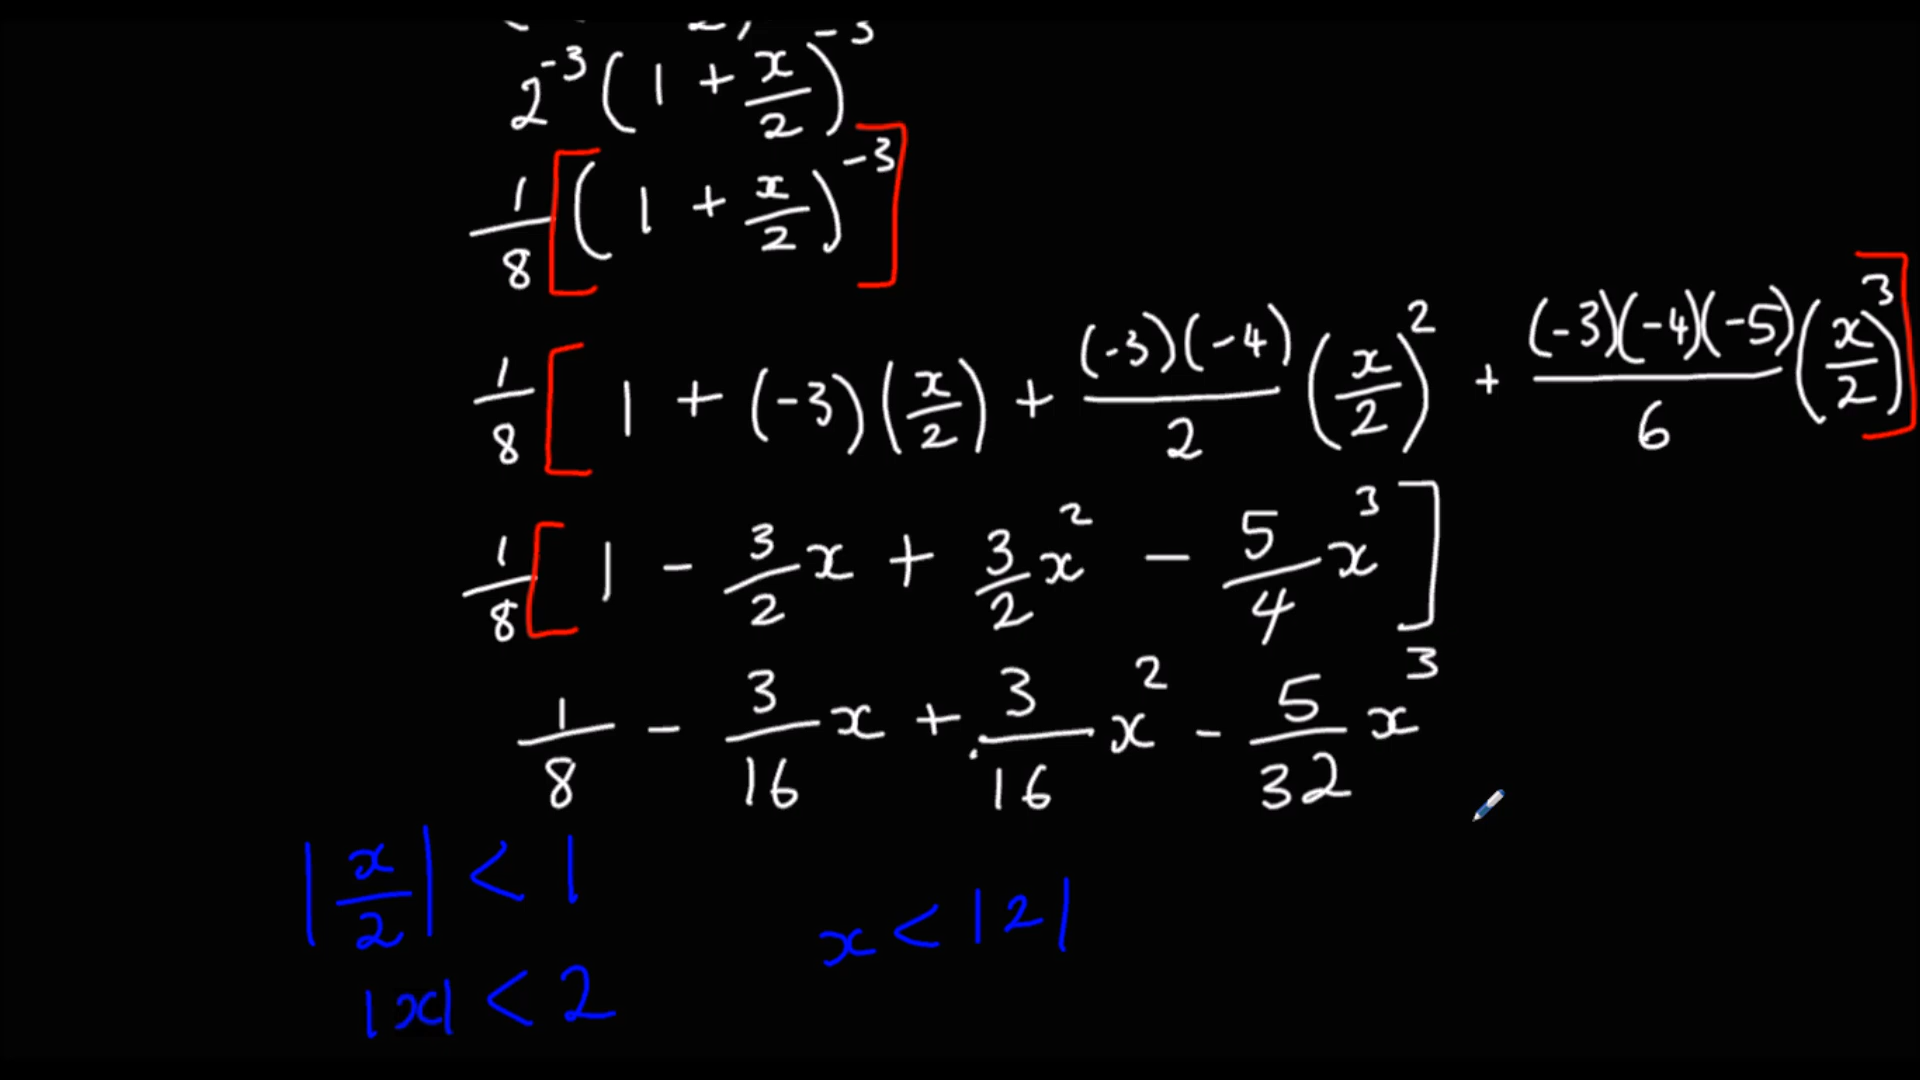 2^{-3}(1 + x/2)^{-3}
1/8[(1 + x/2)^{-3}]
1/8[1 + (-3)(x/2) + (-3)(-4)/2 (x/2)^2 + (-3)(-4)(-5)/6 (x/2)^3]
1/8[1 - 3/2 x + 3/2 x^2 - 5/4 x^3]
1/8 - 3/16 x + 3/16 x^2 - 5/32 x^3
|x/2| < 1
x < |2|
|x| < 2